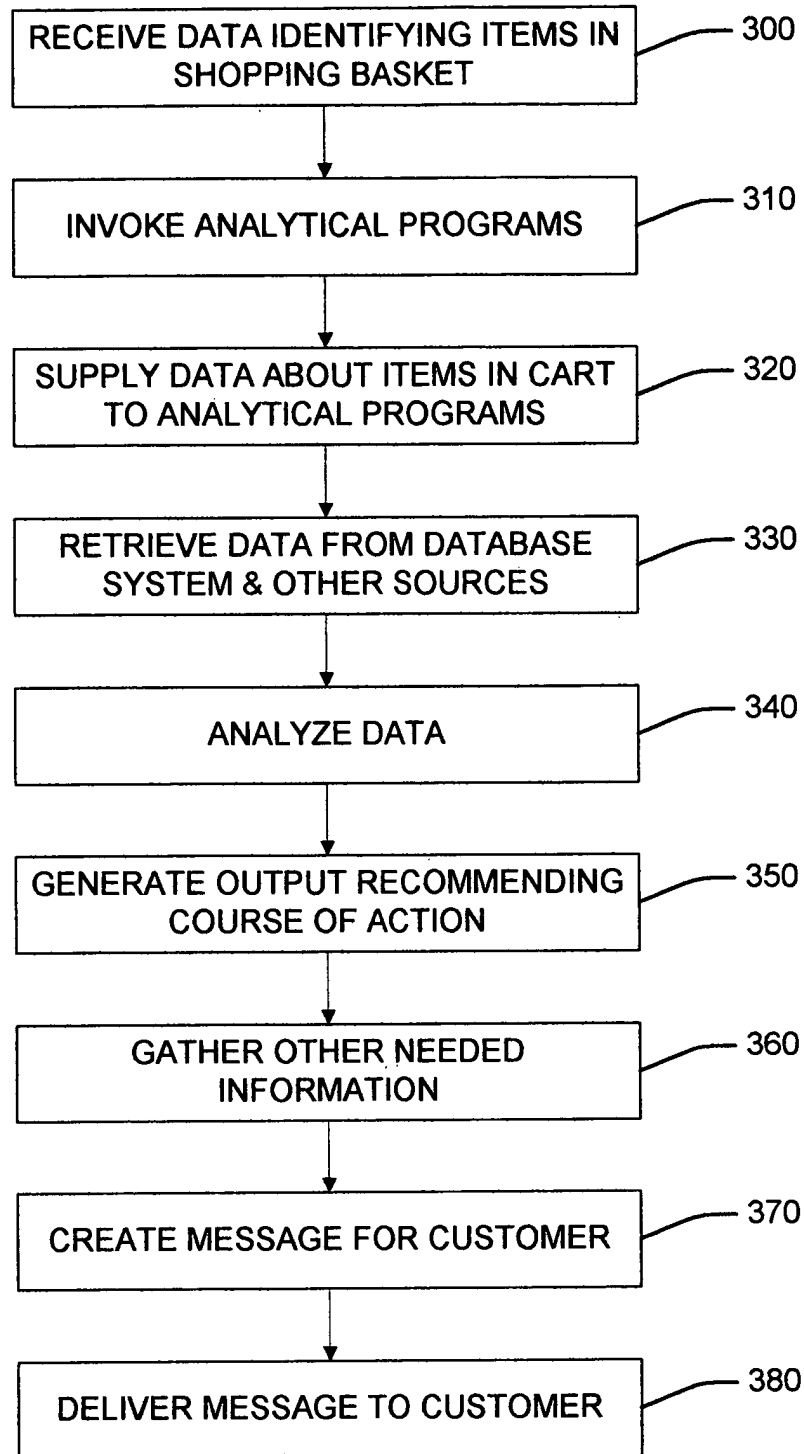 RECEIVE DATA IDENTIFYING ITEMS IN
SHOPPING BASKET
300
INVOKE ANALYTICAL PROGRAMS
310
SUPPLY DATA ABOUT ITEMS IN CART
TO ANALYTICAL PROGRAMS
320
RETRIEVE DATA FROM DATABASE
SYSTEM & OTHER SOURCES
330
ANALYZE DATA
340
GENERATE OUTPUT RECOMMENDING
COURSE OF ACTION
350
GATHER OTHER NEEDED
INFORMATION
360
CREATE MESSAGE FOR CUSTOMER
370
DELIVER MESSAGE TO CUSTOMER
380